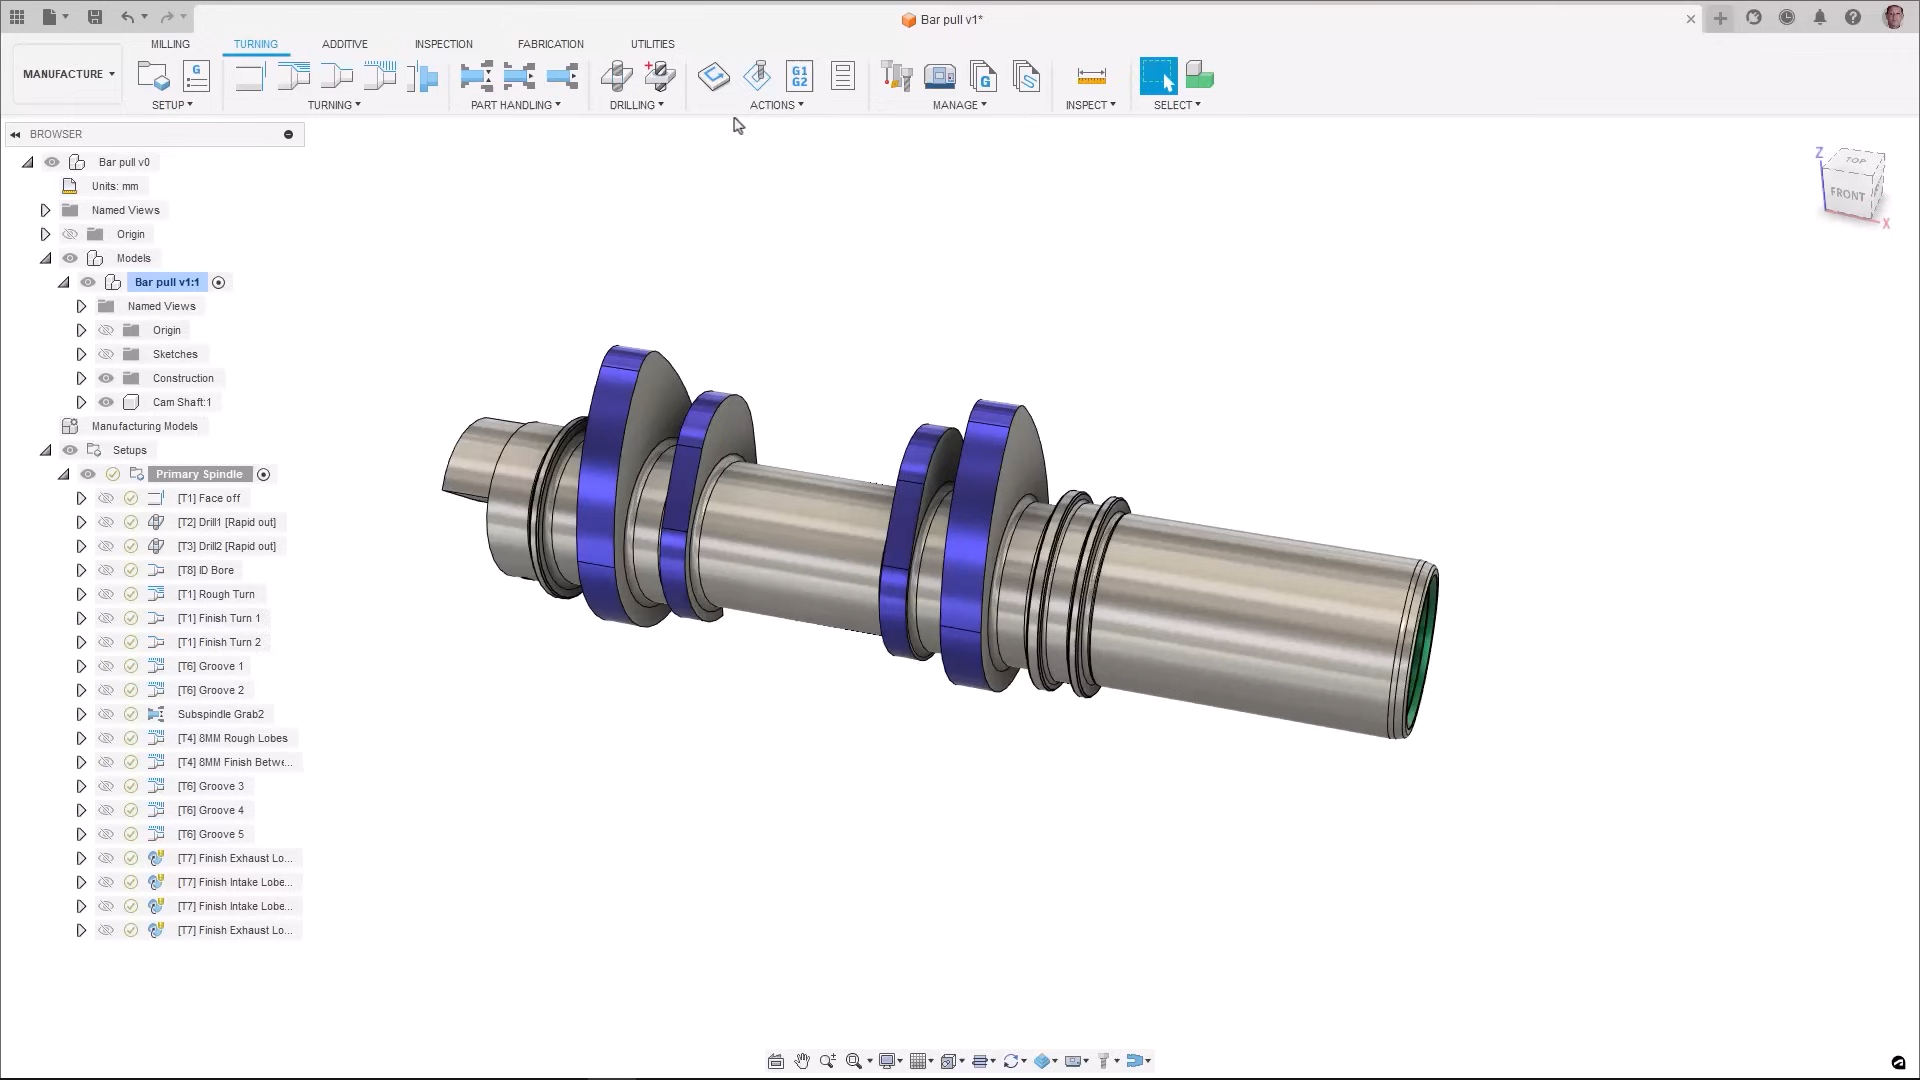 Bar pull v1*
MILLING
TURNING
ADDITIVE
INSPECTION
FABRICATION
UTILITIES
MANUFACTURE
G
G1
G2
G
SETUP
TURNING
PART HANDLING
DRILLING
ACTIONS
MANAGE
INSPECT
SELECT
BROWSER
Bar pull v0
Units: mm
Named Views
Origin
Models
Bar pull v1:1
Named Views
Origin
Sketches
Construction
Cam Shaft:1
Manufacturing Models
Setups
Primary Spindle
[T1] Face off
[T2] Drill1 [Rapid out]
[T3] Drill2 [Rapid out]
[T8] ID Bore
[T1] Rough Turn
[T1] Finish Turn 1
[T1] Finish Turn 2
[T6] Groove 1
[T6] Groove 2
Subspindle Grab2
[T4] 8MM Rough Lobes
[T4] 8MM Finish Betwe...
[T6] Groove 3
[T6] Groove 4
[T6] Groove 5
[T7] Finish Exhaust Lo...
[T7] Finish Intake Lobe...
[T7] Finish Intake Lobe...
[T7] Finish Exhaust Lo...
Z
TOP
FRONT
X